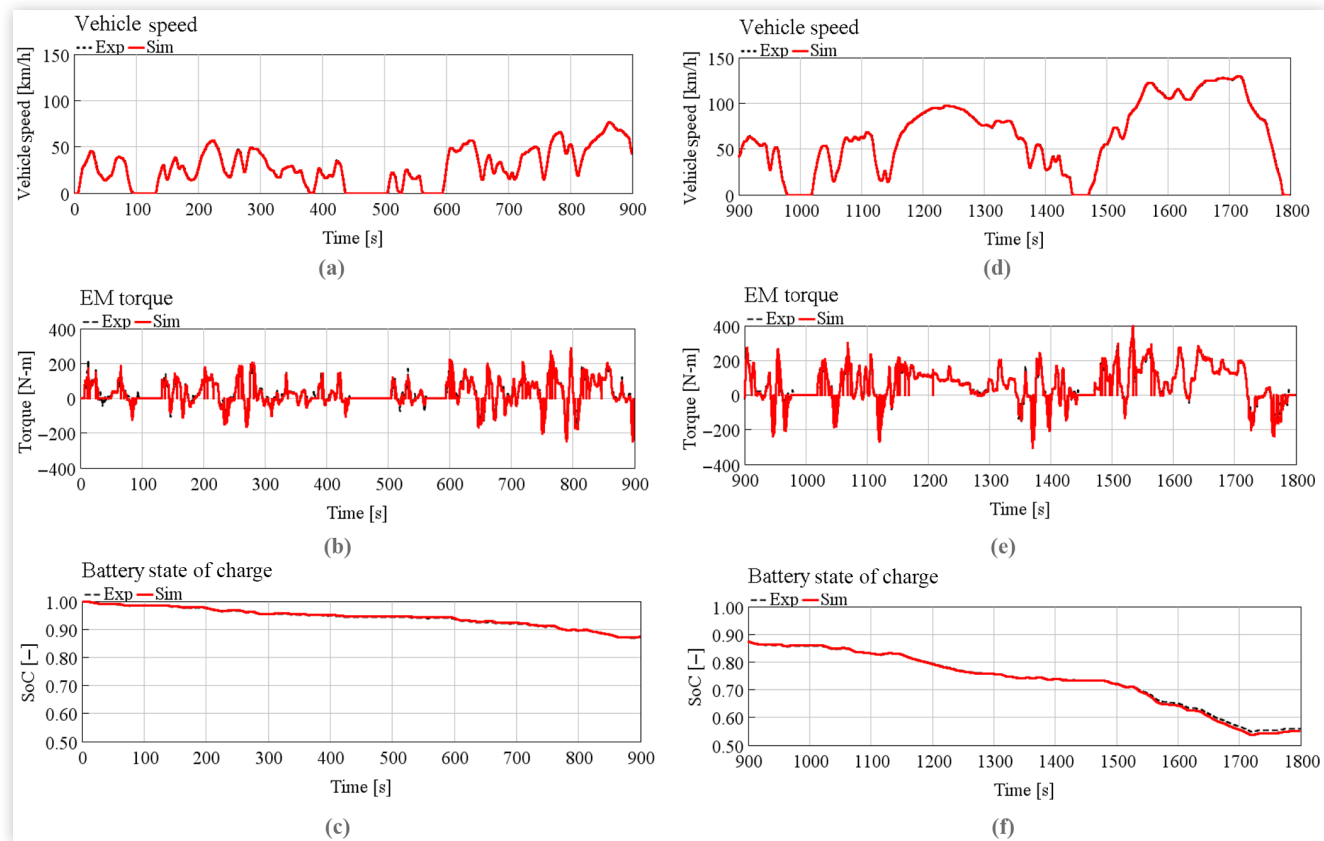 Vehicle speed
Exp Sim
Vehicle speed [km/h]
150
100
50
0
0 100 200 300 400 500 600 700 800 900
Time [s]
(a)
Vehicle speed
Exp Sim
Vehicle speed [km/h]
150
100
50
0
900 1000 1100 1200 1300 1400 1500 1600 1700 1800
Time [s]
(d)
EM torque
Exp Sim
Torque [N-m]
400
200
0
−200
−400
0 100 200 300 400 500 600 700 800 900
Time [s]
(b)
EM torque
Exp Sim
Torque [N-m]
400
200
0
−200
−400
900 1000 1100 1200 1300 1400 1500 1600 1700 1800
Time [s]
(e)
Battery state of charge
Exp Sim
SoC [–]
1.00
0.90
0.80
0.70
0.60
0.50
0 100 200 300 400 500 600 700 800 900
Time [s]
(c)
Battery state of charge
Exp Sim
SoC [–]
1.00
0.90
0.80
0.70
0.60
0.50
900 1000 1100 1200 1300 1400 1500 1600 1700 1800
Time [s]
(f)